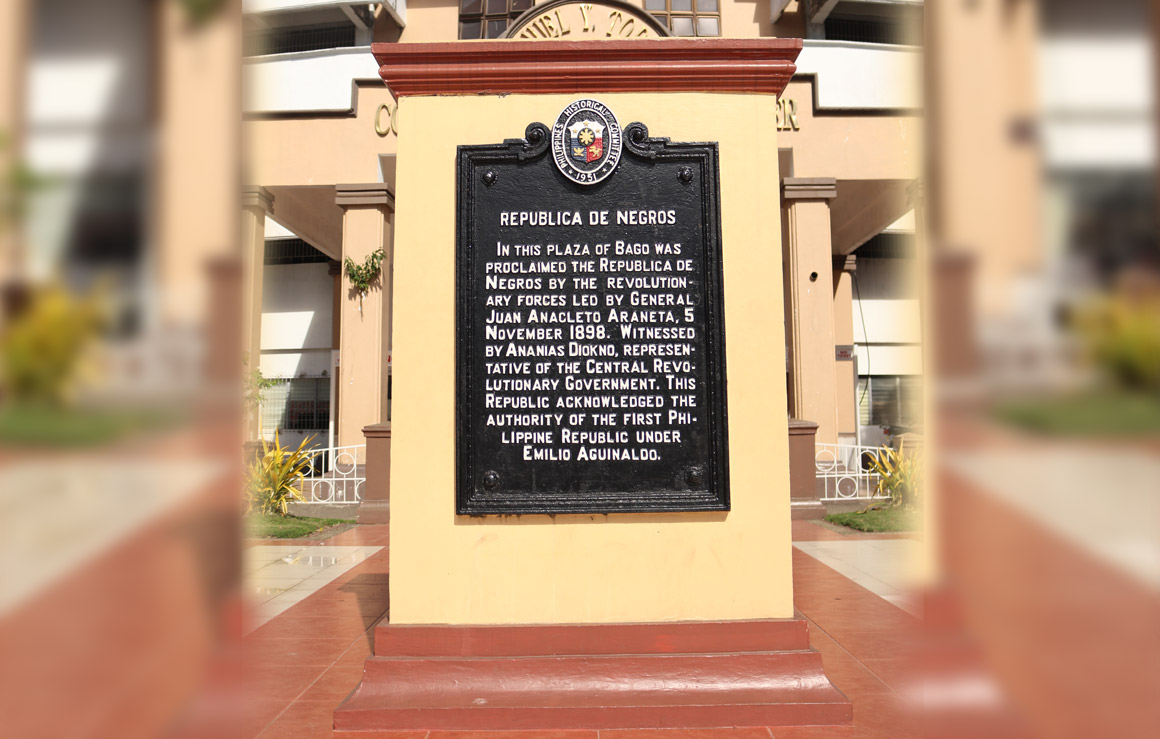 PHILIPPINES HISTORICAL COMMITTEE
1951
REPUBLICA DE NEGROS
IN THIS PLAZA OF BAGO WAS
PROCLAIMED THE REPUBLICA DE
NEGROS BY THE REVOLUTION-
ARY FORCES LED BY GENERAL
JUAN ANACLETO ARANETA, 5
NOVEMBER 1898. WITNESSED
BY ANANIAS DIOKNO, REPRESEN-
TATIVE OF THE CENTRAL REVO-
LUTIONARY GOVERNMENT. THIS
REPUBLIC ACKNOWLEDGED THE
AUTHORITY OF THE FIRST PHI-
LIPPINE REPUBLIC UNDER
EMILIO AGUINALDO.